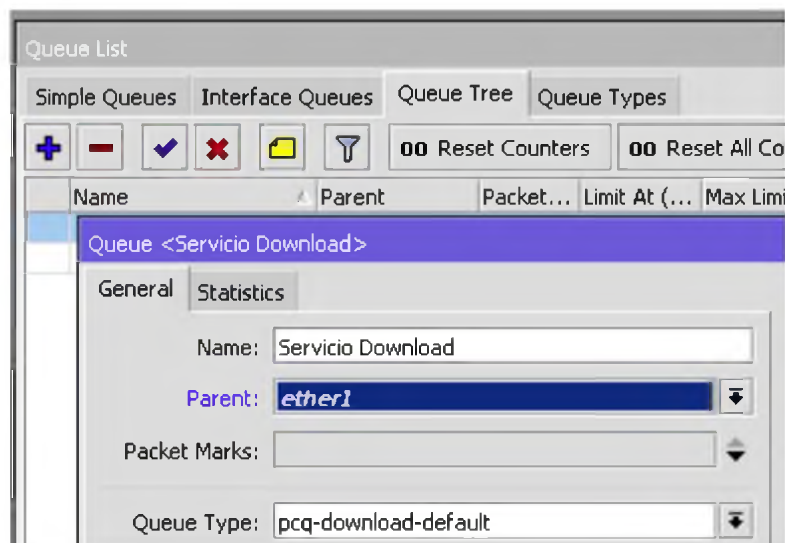 Queue List
Simple Queues Interface Queues Queue Tree Queue Types
00 Reset Counters 00 Reset All Co
Name Parent Packet... Limit At (... Max Limi
Queue <Servicio Download>
General Statistics
Name: Servicio Download
Parent: ether1
Packet Marks:
Queue Type: pcq-download-default